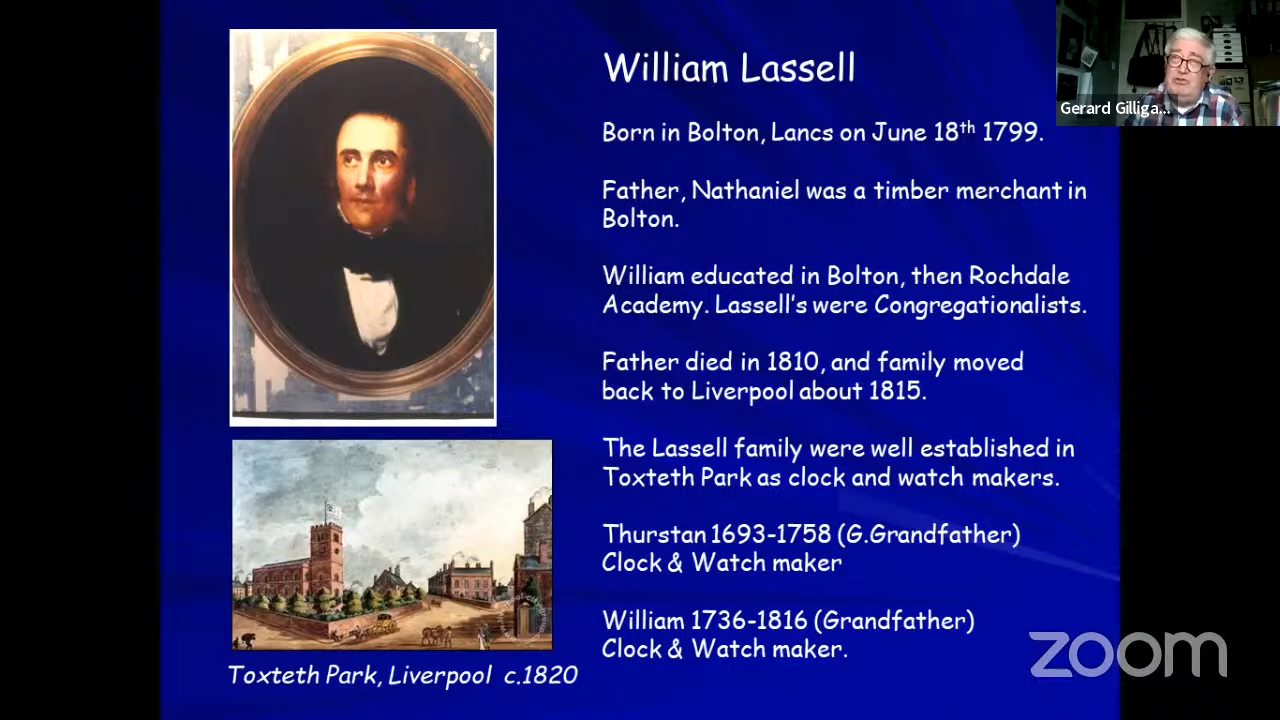 William Lassell
Gerard Gilliga...
Born in Bolton, Lancs on June 18th 1799.
Father, Nathaniel was a timber merchant in
Bolton.
William educated in Bolton, then Rochdale
Academy. Lassell's were Congregationalists.
Father died in 1810, and family moved
back to Liverpool about 1815.
The Lassell family were well established in
Toxteth Park as clock and watch makers.
Thurstan 1693-1758 (G.Grandfather)
Clock & Watch maker
William 1736-1816 (Grandfather)
Clock & Watch maker.
Toxteth Park, Liverpool c.1820
zoom